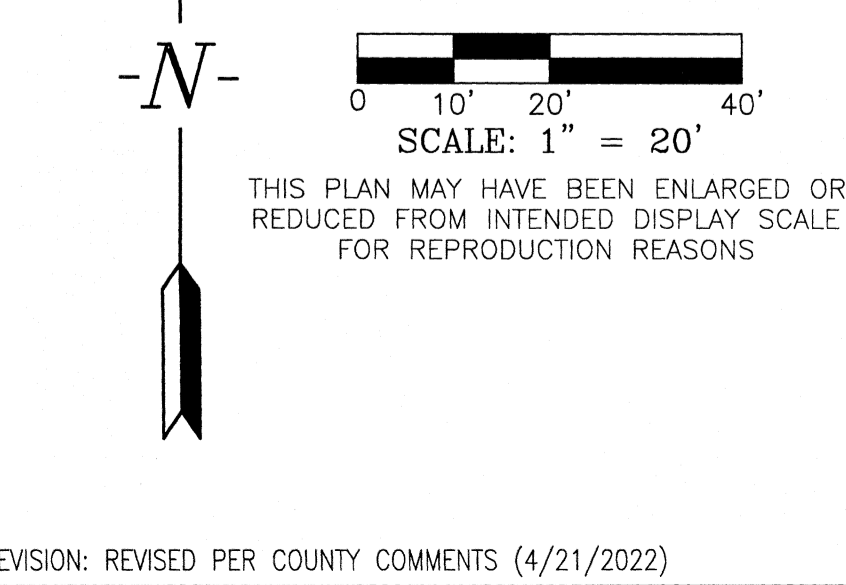 -N-
0 10' 20' 40'
SCALE: 1" = 20'
THIS PLAN MAY HAVE BEEN ENLARGED OR
REDUCED FROM INTENDED DISPLAY SCALE
FOR REPRODUCTION REASONS
EVISION: REVISED PER COUNTY COMMENTS (4/21/2022)